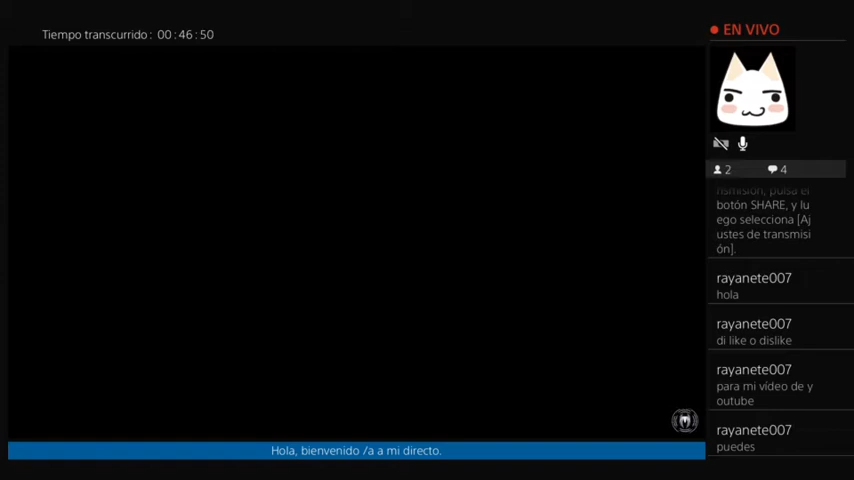 Tiempo transcurrido: 00:46:50
EN VIVO
2 4
nsmisión, pulsa el
botón SHARE, y lu
ego selecciona [Aj
ustes de transmisi
ón].
rayanete007
hola
rayanete007
di like o dislike
rayanete007
para mi vídeo de y
outube
rayanete007
puedes
Hola, bienvenido /a a mi directo.